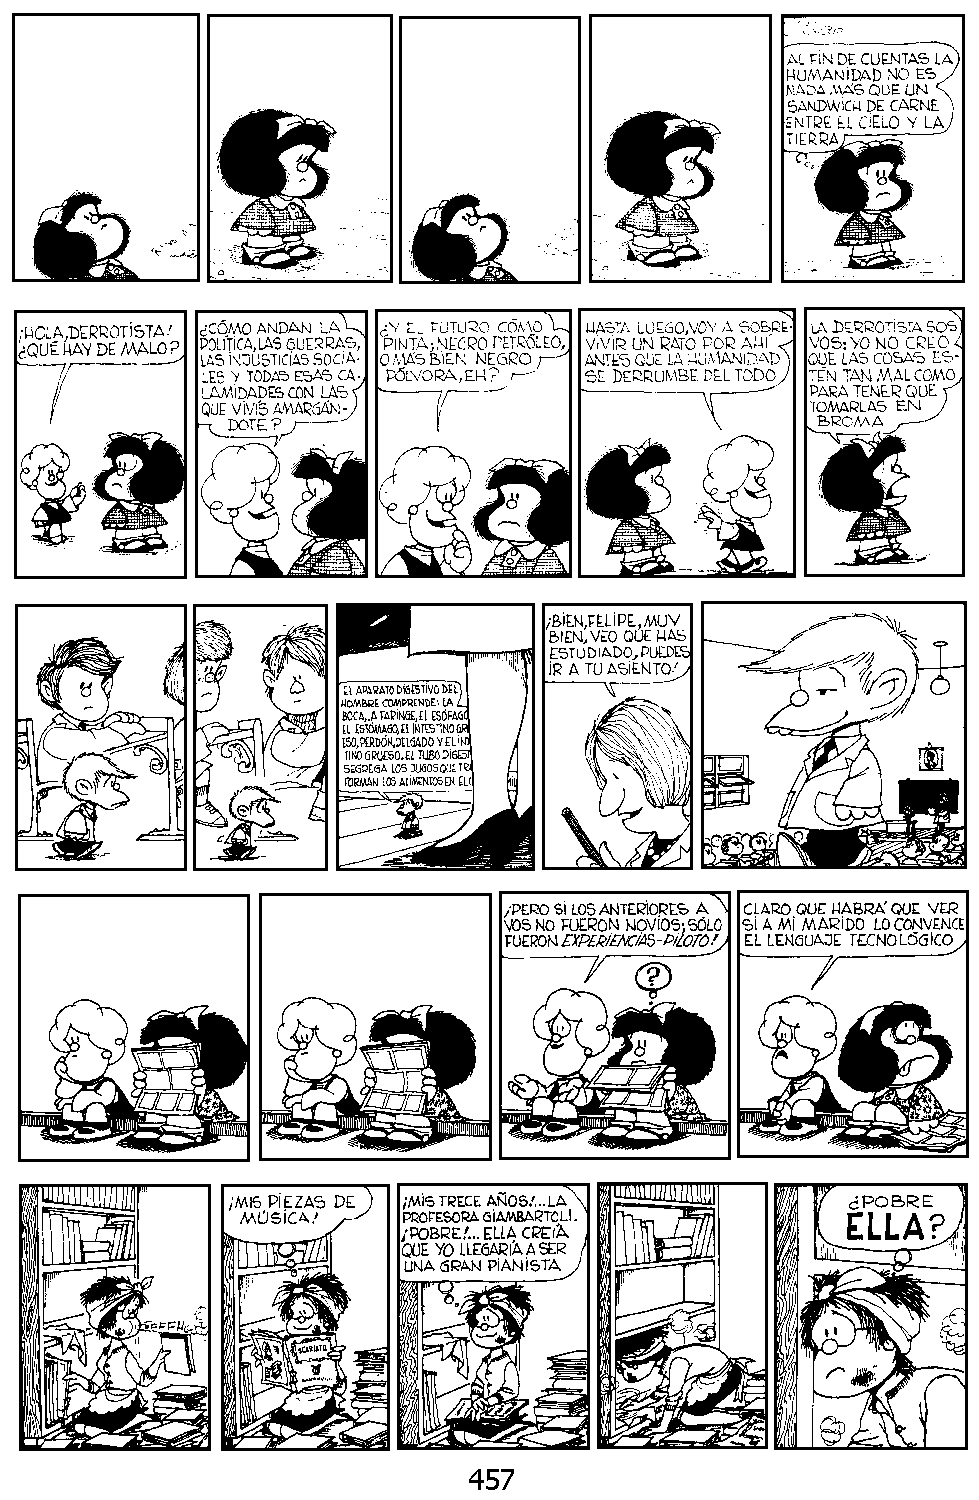 AL FIN DE CUENTAS LA
HUMANIDAD NO ES
NADA MÁS QUE UN
SANDWICH DE CARNE
ENTRE EL CIELO Y LA
TIERRA
¡HOLA, DERROTISTA!
¿QUÉ HAY DE MALO?
¿CÓMO ANDAN LA
POLÍTICA, LAS GUERRAS,
LAS INJUSTICIAS SOCIA-
LES Y TODAS ESAS CA-
LAMIDADES CON LAS
QUE VIVÍS AMARGÁN-
DOTE?
¿Y EL FUTURO CÓMO
PINTA; NEGRO PETRÓLEO,
O MAS BIEN NEGRO
PÓLVORA, EH?
HASTA LUEGO, VOY A SOBRE-
VIVIR UN RATO POR AHÍ
ANTES QUE LA HUMANIDAD
SE DERRUMBE DEL TODO
LA DERROTISTA SOS
VOS; YO NO CREO
QUE LAS COSAS ES-
TÉN TAN MAL COMO
PARA TENER QUE
TOMARLAS EN
BROMA
EL APARATO DIGESTIVO DEL
HOMBRE COMPRENDE: LA
BOCA, LA FARINGE, EL ESÓFAGO
EL ESTÓMAGO, EL INTESTINO GR
ESO, PERDÓN, DELGADO Y EL IN
TINO GRUESO. EL TUBO DIGEST
SEGREGA LOS JUGOS QUE TRA
FORMAN LOS ALIMENTOS EN EL
¡BIEN, FELIPE, MUY
BIEN, VEO QUE HAS
ESTUDIADO, PUEDES
IR A TU ASIENTO!
¡PERO SI LOS ANTERIORES A
VOS NO FUERON NOVIOS; SÓLO
FUERON EXPERIENCIAS-PILOTO!
?
CLARO QUE HABRÁ QUE VER
SI A MI MARIDO LO CONVENCE
EL LENGUAJE TECNOLÓGICO
FFFFH
¡MIS PIEZAS DE
MÚSICA!
SCARLATTI
¡MIS TRECE AÑOS!...LA
PROFESORA GIAMBARTOLI.
¡POBRE!... ELLA CREÍA
QUE YO LLEGARÍA A SER
UNA GRAN PIANISTA
¿POBRE
ELLA?
457